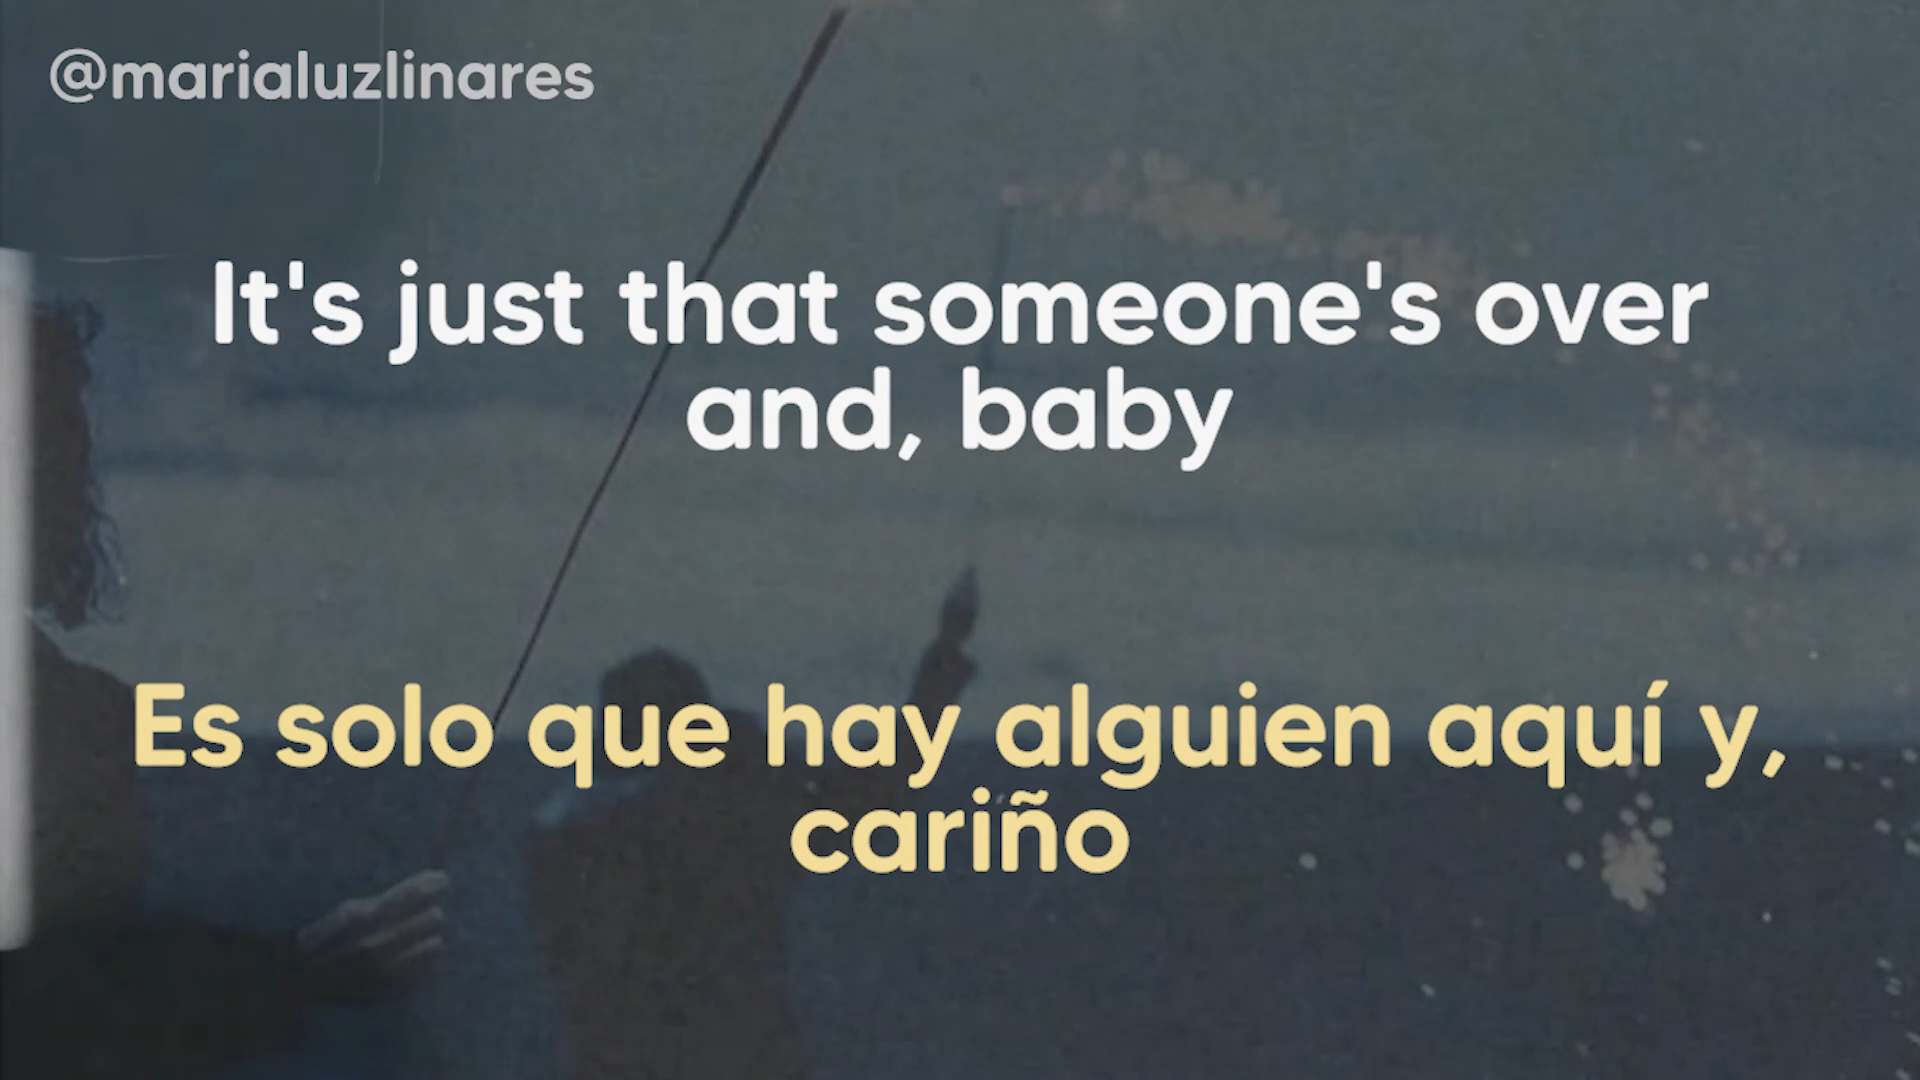 @marialuzlinares
It's just that someone's over
and, baby
Es solo que hay alguien aquí y,
cariño